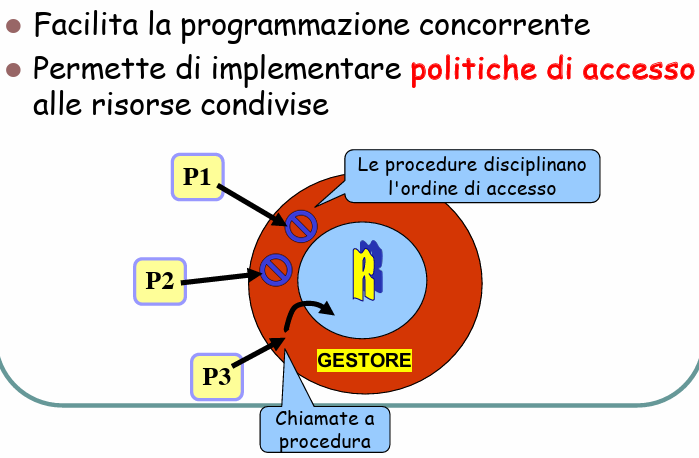 Facilita la programmazione concorrente
Permette di implementare politiche di accesso
alle risorse condivise
P1
Le procedure disciplinano
l'ordine di accesso
R
P2
GESTORE
P3
Chiamate a
procedura